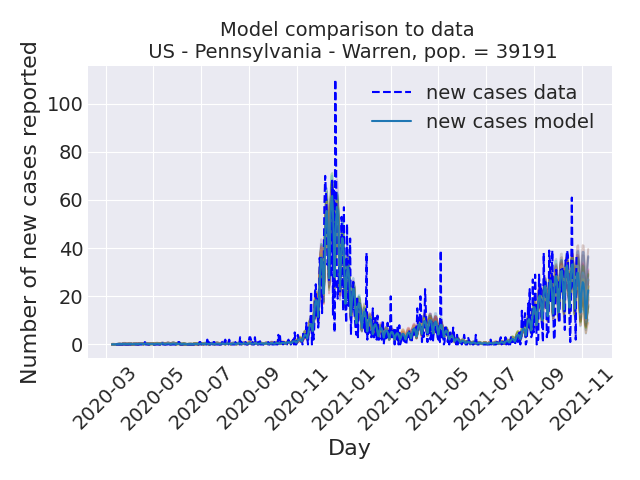 Model comparison to data
US - Pennsylvania - Warren, pop. = 39191
Number of new cases reported
100
80
60
40
20
0
new cases data
new cases model
2020-03
2020-05
2020-07
2020-09
2020-11
2021-01
2021-03
2021-05
2021-07
2021-09
2021-11
Day